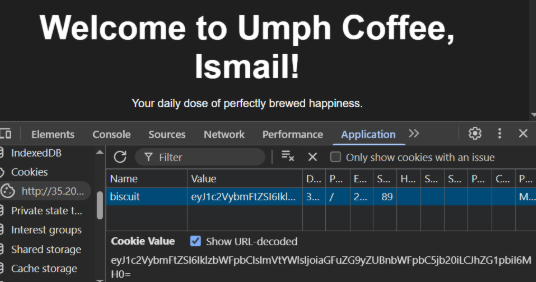 Welcome to Umph Coffee,
Ismail!
Your daily dose of perfectly brewed happiness.
Elements Console Sources Network Performance Application
IndexedDB
Filter
Only show cookies with an issue
Cookies
Name Value D... P... E... S... H... S... S... P... C... P...
http://35.20...
biscuit eyJ1c2VybmFtZSI6Ikl... 3... / 2... 89 M...
Private state t...
Interest groups
Cookie Value Show URL-decoded
Shared storage
eyJ1c2VybmFtZSI6IklzbWFpbCIsImVtYWlsIjoiaGFuZG9yZUBnbWFpbC5jb20iLCJhZG1pbiI6M
Cache storage
H0=